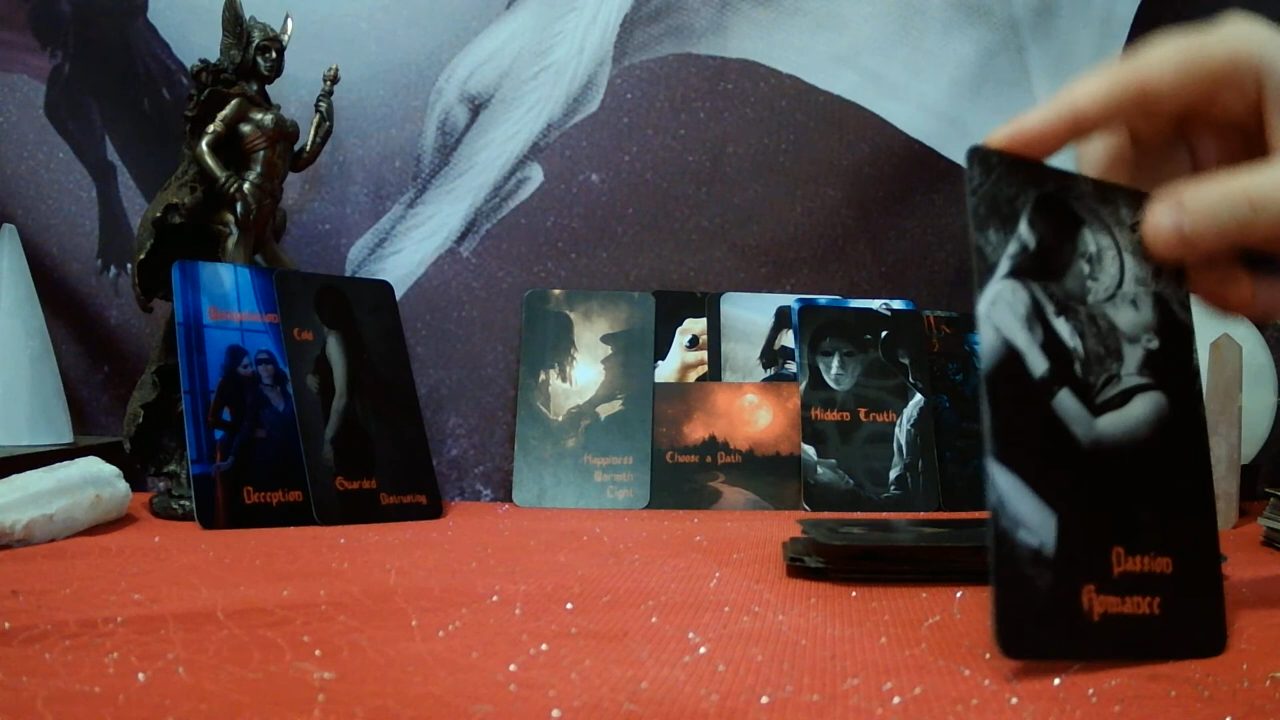 Deception
Cold
Guarded
Distrusting
Happiness
Warmth
Light
Choose a Path
Hidden Truth
Passion
Romance